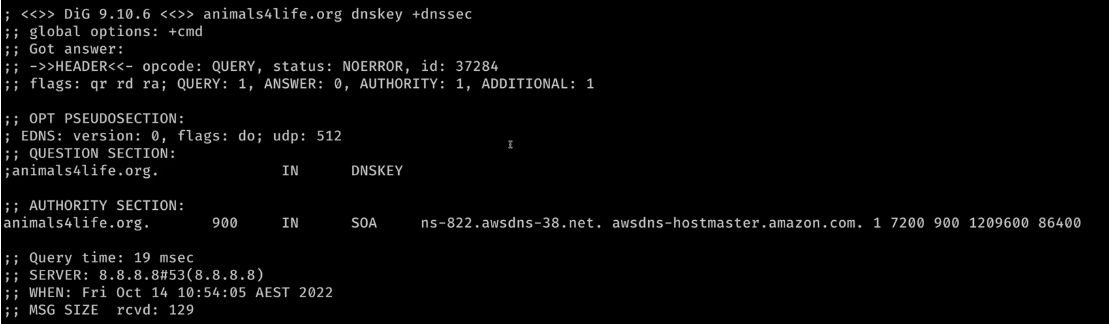 ; <<>> DiG 9.10.6 <<>> animals4life.org dnskey +dnssec
;; global options: +cmd
;; Got answer:
;; ->>HEADER<<- opcode: QUERY, status: NOERROR, id: 37284
;; flags: qr rd ra; QUERY: 1, ANSWER: 0, AUTHORITY: 1, ADDITIONAL: 1
;; OPT PSEUDOSECTION:
; EDNS: version: 0, flags: do; udp: 512
;; QUESTION SECTION:
;animals4life.org. IN DNSKEY
;; AUTHORITY SECTION:
animals4life.org. 900 IN SOA ns-822.awsdns-38.net. awsdns-hostmaster.amazon.com. 1 7200 900 1209600 86400
;; Query time: 19 msec
;; SERVER: 8.8.8.8#53(8.8.8.8)
;; WHEN: Fri Oct 14 10:54:05 AEST 2022
;; MSG SIZE rcvd: 129